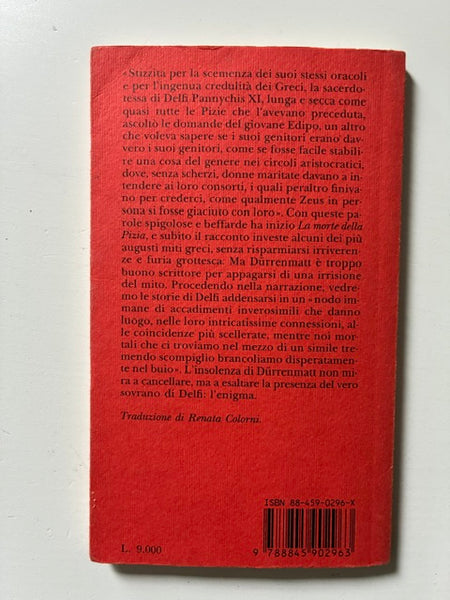 «Stizzita per la scemenza dei suoi stessi oracoli
e per l'ingenua credulità dei Greci, la sacerdo-
tessa di Delfi Pannychis XI, lunga e secca come
quasi tutte le Pizie che l'avevano preceduta,
ascoltò le domande del giovane Edipo, un altro
che voleva sapere se i suoi genitori erano dav-
vero i suoi genitori, come se fosse facile stabilire
una cosa del genere nei circoli aristocratici,
dove, senza scherzi, donne maritate davano a in-
tendere ai loro consorti, i quali peraltro finiva-
no per crederci, come qualmente Zeus in per-
sona si fosse giaciuto con loro». Con queste pa-
role spigolose e beffarde ha inizio La morte della
Pizia, e subito il racconto investe alcuni dei più
augusti miti greci, senza risparmiarsi irriveren-
ze e furia grottesca. Ma Dürrenmatt è troppo
buono scrittore per appagarsi di una irrisione
del mito. Procedendo nella narrazione, vedre-
mo le storie di Delfi addensarsi in un «nodo im-
mane di accadimenti inverosimili che danno
luogo, nelle loro intricatissime connessioni, al-
le coincidenze più scellerate, mentre noi mor-
tali che ci troviamo nel mezzo di un simile tre-
mendo scompiglio brancoliamo disperatamen-
te nel buio». L'insolenza di Dürrenmatt non mi-
ra a cancellare, ma a esaltare la presenza del vero
sovrano di Delfi: l'enigma.
Traduzione di Renata Colorni.
ISBN 88-459-0296-X
9 788845 902963
L. 9.000